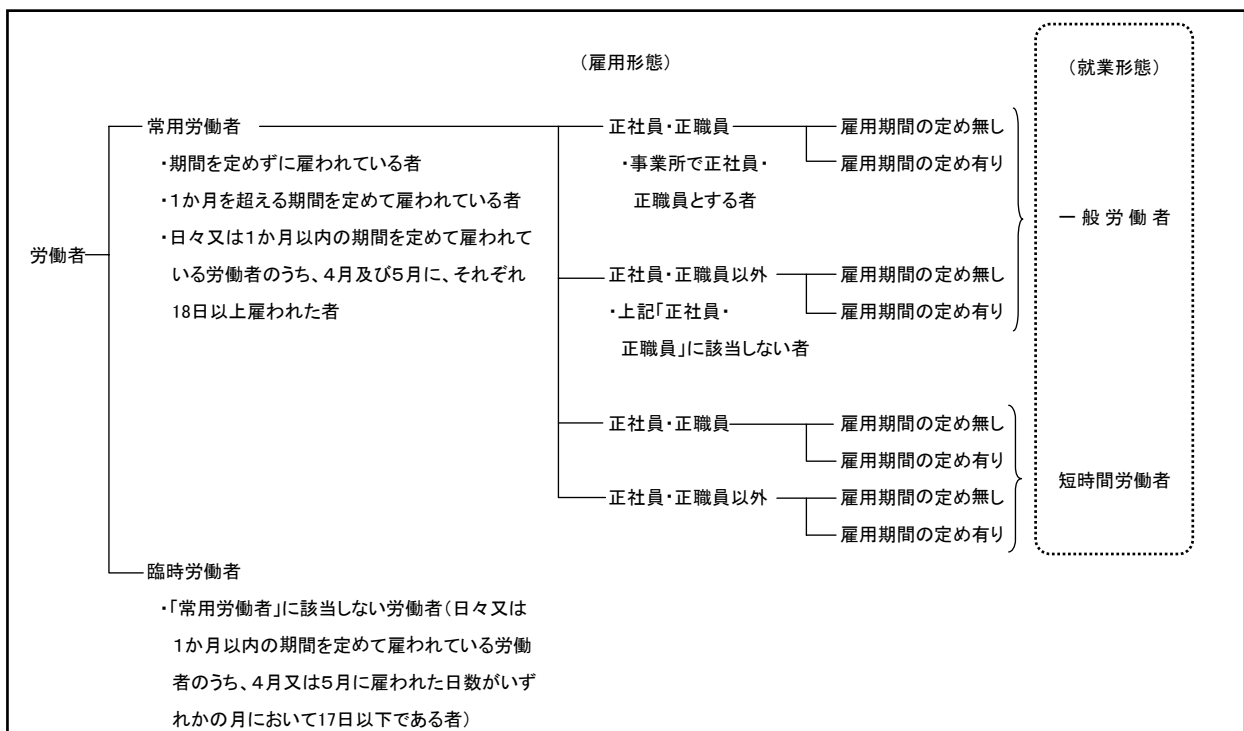 (雇用形態)
(就業形態)
常用労働者
正社員・正職員
雇用期間の定め無し
・期間を定めずに雇われている者
・事業所で正社員・
雇用期間の定め有り
・1か月を超える期間を定めて雇われている者
正職員とする者
一般労働者
・日々又は1か月以内の期間を定めて雇われて
労働者
いる労働者のうち、4月及び5月に、それぞれ
正社員・正職員以外
雇用期間の定め無し
18日以上雇われた者
・上記「正社員・
雇用期間の定め有り
正職員」に該当しない者
正社員・正職員
雇用期間の定め無し
雇用期間の定め有り
短時間労働者
正社員・正職員以外
雇用期間の定め無し
雇用期間の定め有り
臨時労働者
・「常用労働者」に該当しない労働者(日々又は
1か月以内の期間を定めて雇われている労働
者のうち、4月又は5月に雇われた日数がいず
れかの月において17日以下である者)